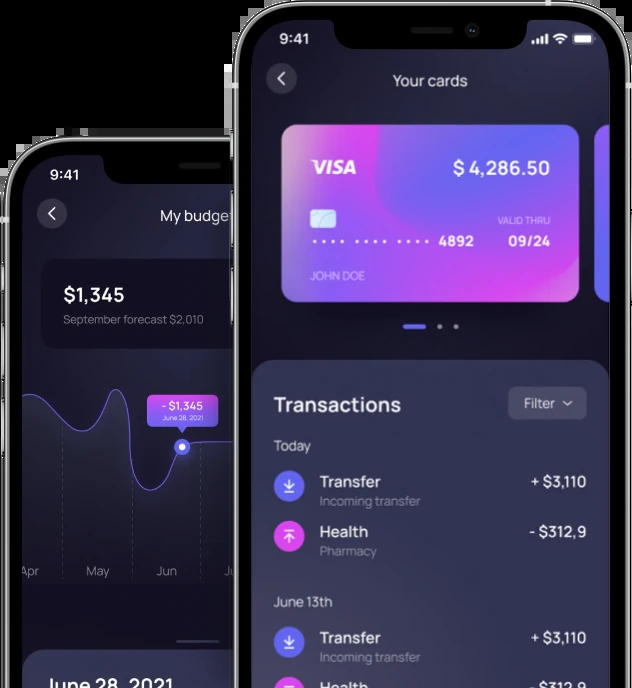 9:41
Your cards
VISA
$ 4,286.50
VALID THRU
•••• •••• •••• 4892
09/24
JOHN DOE
Transactions
Filter
Today
Transfer
+ $3,110
Incoming transfer
Health
- $312,9
Pharmacy
June 13th
Transfer
+ $3,110
Incoming transfer
Health
- $312,9
9:41
My budge
$1,345
September forecast $2,010
- $1,345
June 28, 2021
Apr
May
Jun
June 28, 2021